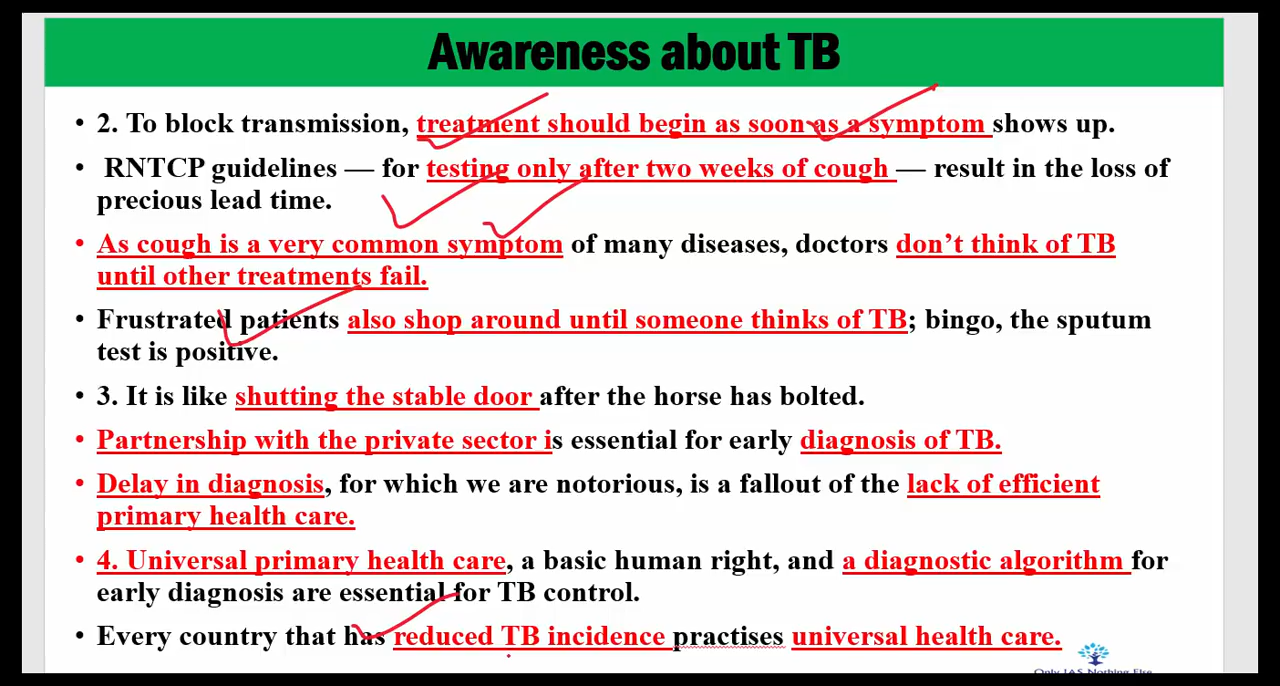 Awareness about TB
• 2. To block transmission, treatment should begin as soon as a symptom shows up.
• RNTCP guidelines — for testing only after two weeks of cough — result in the loss of
precious lead time.
• As cough is a very common symptom of many diseases, doctors don’t think of TB
until other treatments fail.
• Frustrated patients also shop around until someone thinks of TB; bingo, the sputum
test is positive.
• 3. It is like shutting the stable door after the horse has bolted.
• Partnership with the private sector is essential for early diagnosis of TB.
• Delay in diagnosis, for which we are notorious, is a fallout of the lack of efficient
primary health care.
• 4. Universal primary health care, a basic human right, and a diagnostic algorithm for
early diagnosis are essential for TB control.
• Every country that has reduced TB incidence practises universal health care.
Only IAS Nothing Else